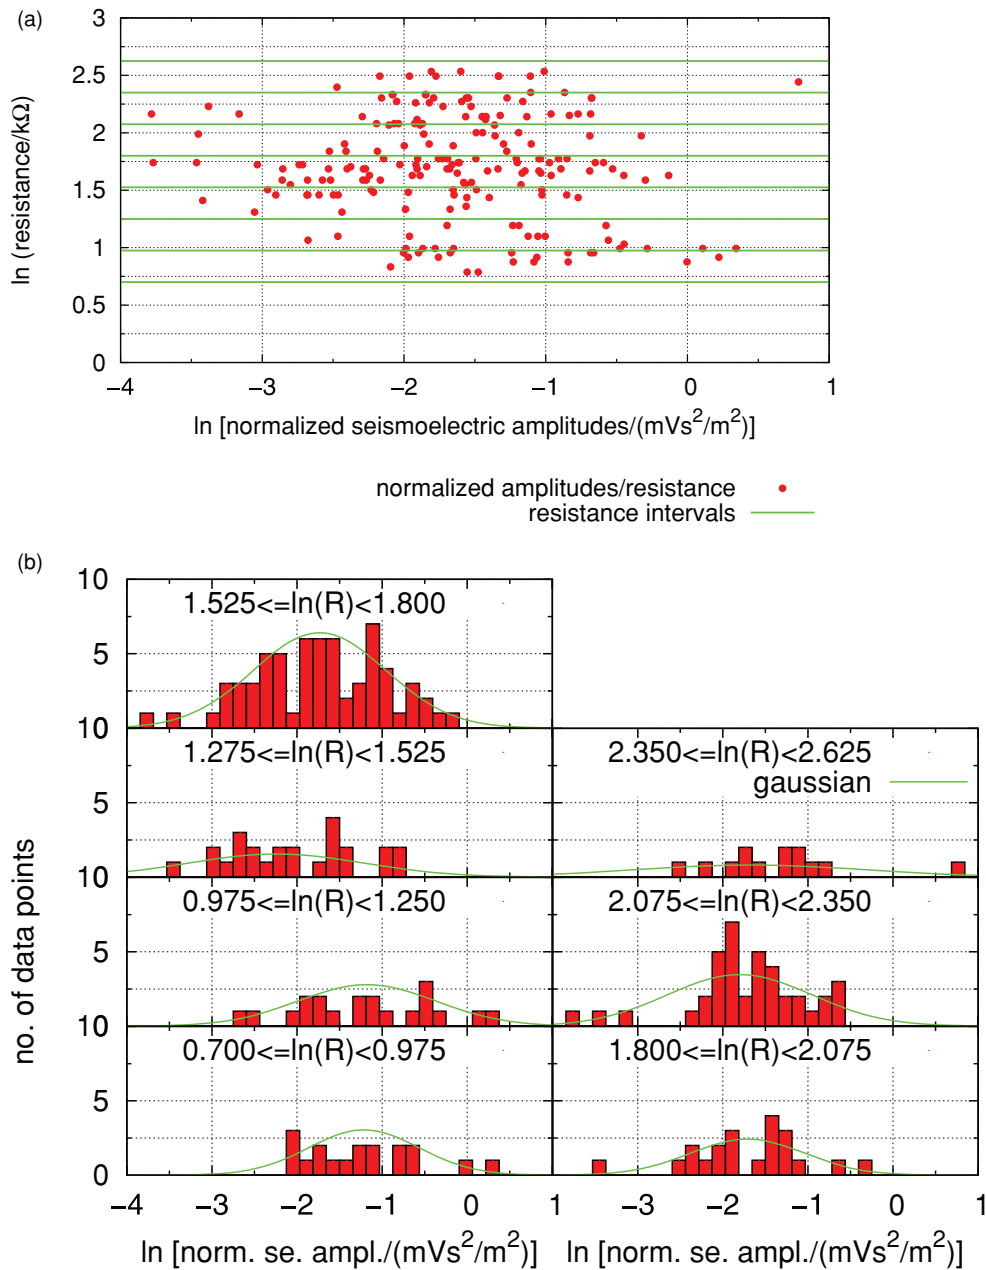 (a)
3
2.5
2
1.5
1
0.5
0
ln (resistance/kΩ)
−4 −3 −2 −1 0 1
ln [normalized seismoelectric amplitudes/(mVs²/m²)]
normalized amplitudes/resistance
resistance intervals
(b)
10
1.525<=ln(R)<1.800
5
10
1.275<=ln(R)<1.525 2.350<=ln(R)<2.625
gaussian
5
10
0.975<=ln(R)<1.250 2.075<=ln(R)<2.350
5
10
0.700<=ln(R)<0.975 1.800<=ln(R)<2.075
5
0
no. of data points
−4 −3 −2 −1 0 1 −3 −2 −1 0 1
ln [norm. se. ampl./(mVs²/m²)] ln [norm. se. ampl./(mVs²/m²)]